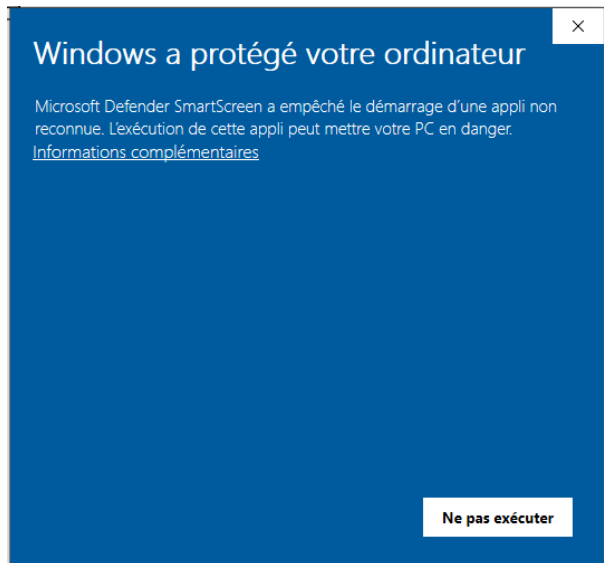 Windows a protégé votre ordinateur
Microsoft Defender SmartScreen a empêché le démarrage d’une appli non
reconnue. L’exécution de cette appli peut mettre votre PC en danger.
Informations complémentaires
Ne pas exécuter